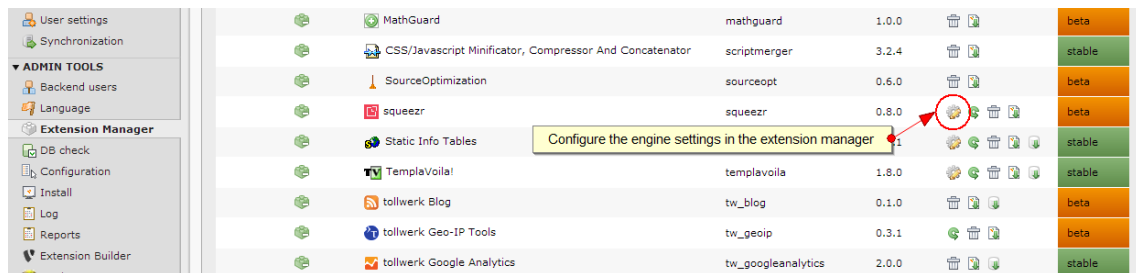 User settings
Synchronization
ADMIN TOOLS
Backend users
Language
Extension Manager
DB check
Configuration
Install
Log
Reports
Extension Builder
MathGuard mathguard 1.0.0 beta
CSS/Javascript Minificator, Compressor And Concatenator scriptmerger 3.2.4 stable
SourceOptimization sourceopt 0.6.0 beta
squeezr squeezr 0.8.0 beta
Configure the engine settings in the extension manager
Static Info Tables stable
TemplaVoila! templavoila 1.8.0 stable
tollwerk Blog tw_blog 0.1.0 beta
tollwerk Geo-IP Tools tw_geoip 0.3.1 beta
tollwerk Google Analytics tw_googleanalytics 2.0.0 stable